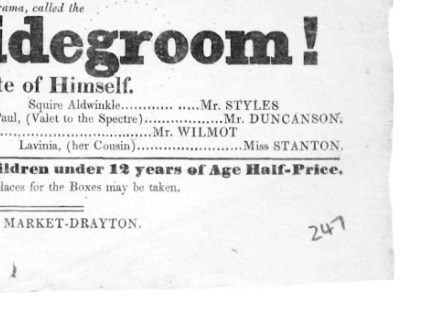 rama, called the
idegroom!
te of Himself.
Squire Aldwinkle............ .....Mr. STYLES
Paul, (Valet to the Spectre)..................Mr. DUNCANSON.
...................................Mr. WILMOT
Lavinia, (her Cousin)........................Miss STANTON.
ildren under 12 years of Age Half-Price.
laces for the Boxes may be taken.
MARKET-DRAYTON.
247